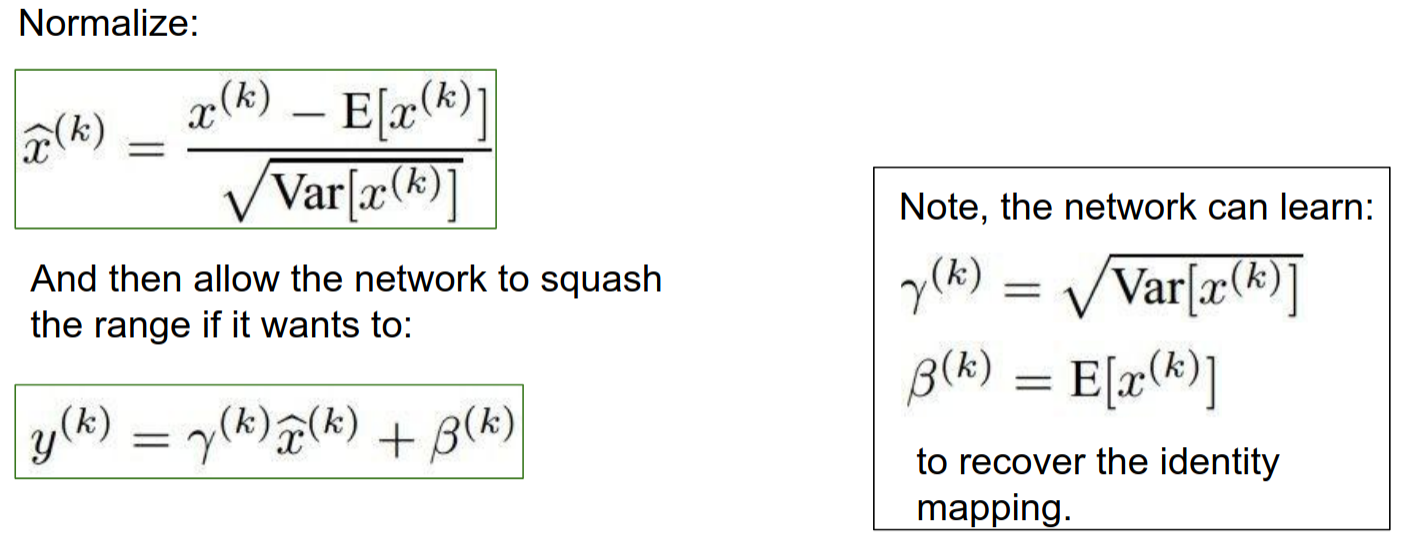 Normalize:
$\widehat{x}^{(k)} = \frac{x^{(k)} - \mathrm{E}[x^{(k)}]}{\sqrt{\mathrm{Var}[x^{(k)}]}}$
And then allow the network to squash
the range if it wants to:
$y^{(k)} = \gamma^{(k)} \widehat{x}^{(k)} + \beta^{(k)}$
Note, the network can learn:
$\gamma^{(k)} = \sqrt{\mathrm{Var}[x^{(k)}]}$
$\beta^{(k)} = \mathrm{E}[x^{(k)}]$
to recover the identity
mapping.